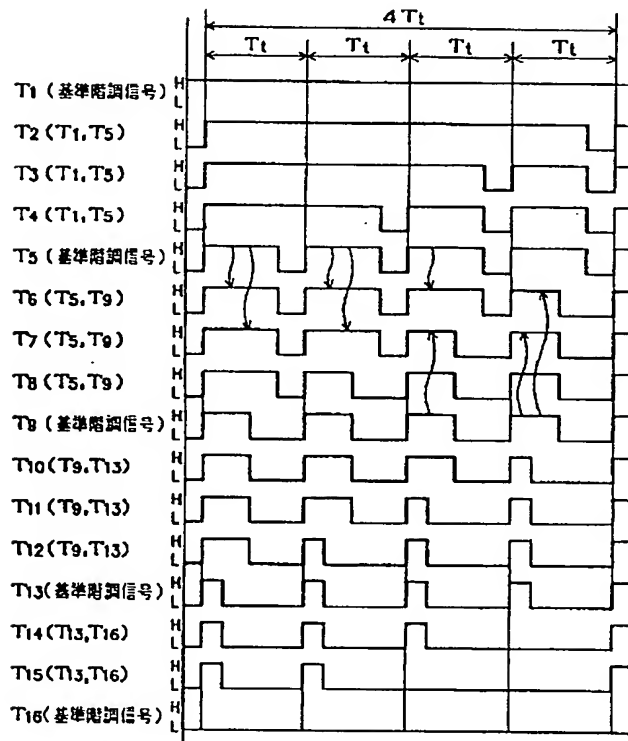 4Tt
Tt Tt Tt Tt
T1 (基準階調信号) H L
T2 (T1, T5) H L
T3 (T1, T5) H L
T4 (T1, T5) H L
T5 (基準階調信号) H L
T6 (T5, T9) H L
T7 (T5, T9) H L
T8 (T5, T9) H L
T8 (基準階調信号) H L
T10 (T9, T13) H L
T11 (T9, T13) H L
T12 (T9, T13) H L
T13 (基準階調信号) H L
T14 (T13, T16) H L
T15 (T13, T16) H L
T16 (基準階調信号) H L